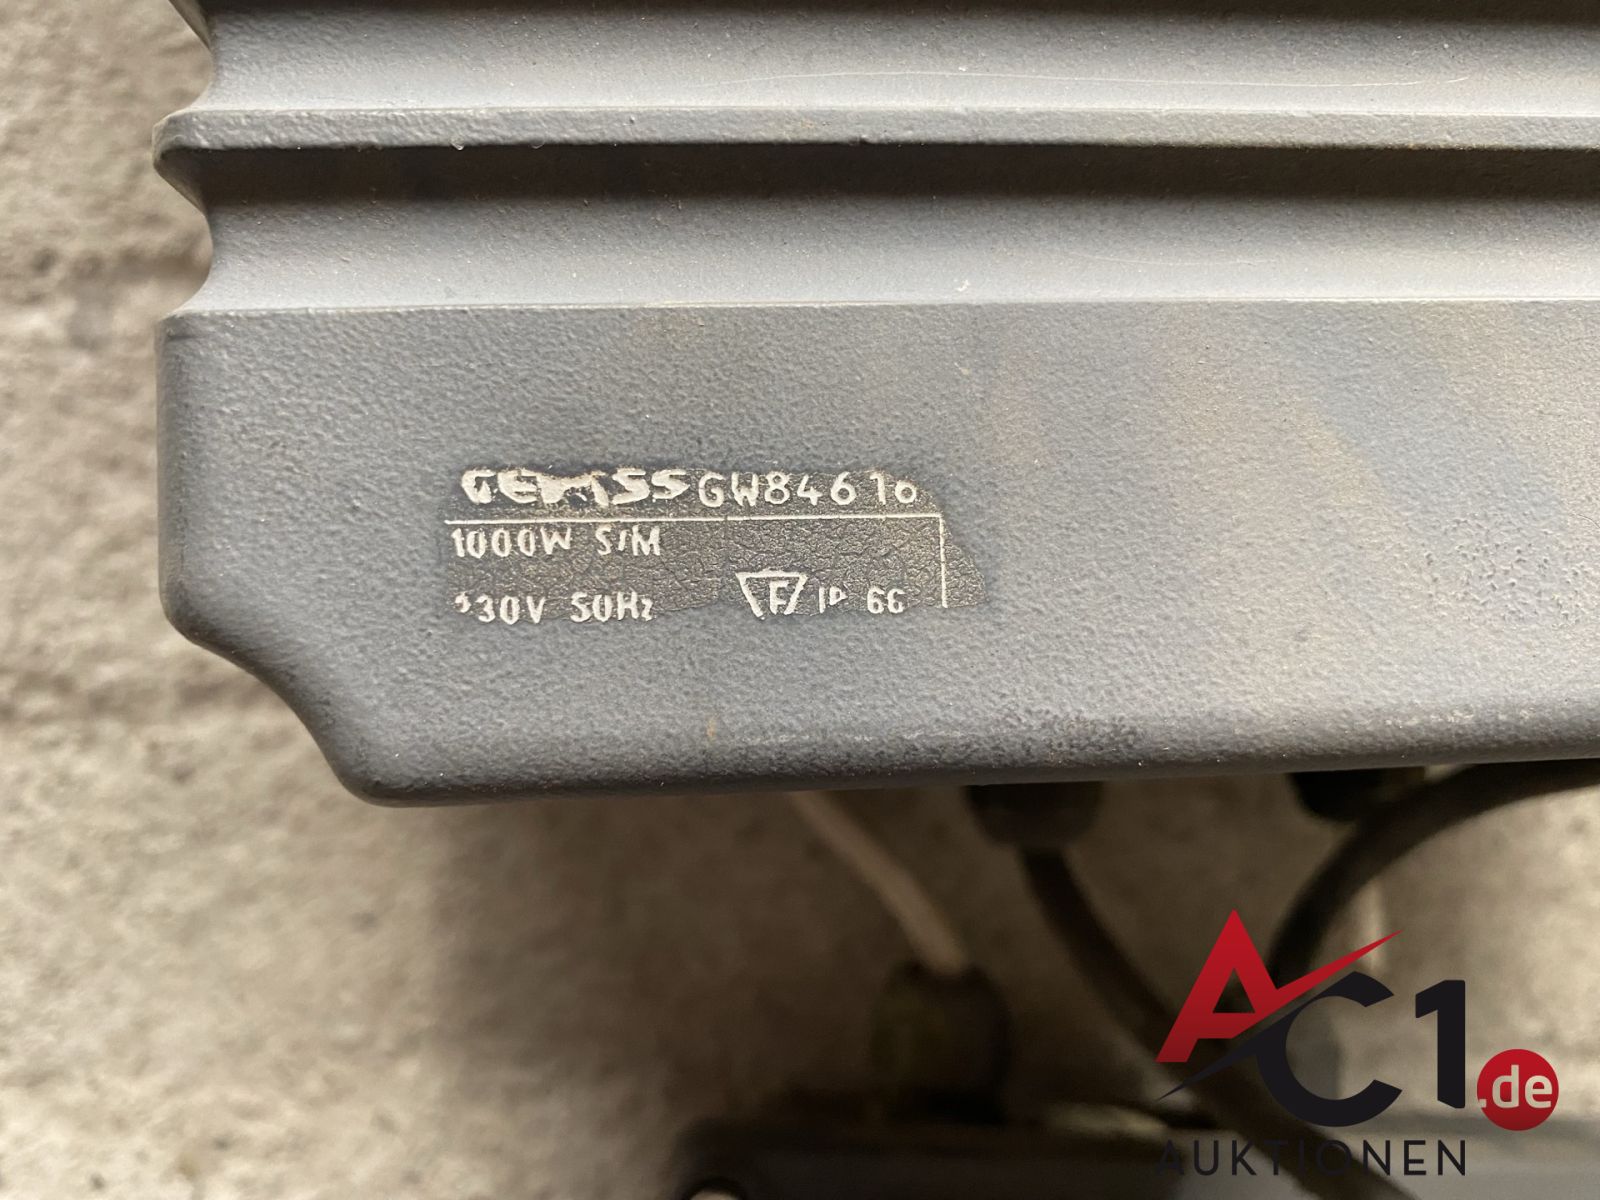 GEWISS GW84610
1000W S/M
230V 50Hz F IP 66
AC1.de
AUKTIONEN